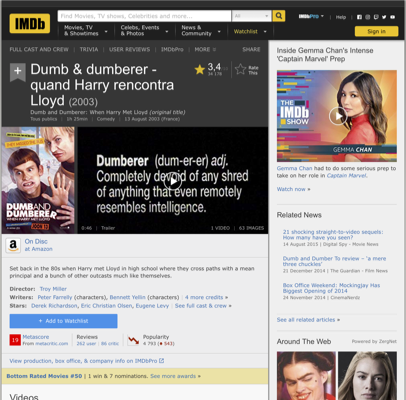 IMDb
Find Movies, TV shows, Celebrities and more...
All
IMDbPro
Help
Movies, TV & Showtimes
Celebs, Events & Photos
News & Community
Watchlist
Sign in
FULL CAST AND CREW | TRIVIA | USER REVIEWS | IMDbPro | MORE
SHARE
Dumb & dumberer - quand Harry rencontra Lloyd (2003)
3,4
Rate This
Dumb and Dumberer: When Harry Met Lloyd (original title)
Tous publics | 1h 25min | Comedy | 13 August 2003 (France)
DUMB AND DUMBERER
WHEN HARRY MET LLOYD
Dumberer (dum-er-er) adj.
Completely devoid of any shred
of anything that even remotely
resembles intelligence.
0:46 | Trailer
1 VIDEO | 63 IMAGES
On Disc
at Amazon
Set back in the 80s when Harry met Lloyd in high school where they cross paths with a mean
principal and a bunch of other outcasts much like themselves.
Director: Troy Miller
Writers: Peter Farrelly (characters), Bennett Yellin (characters) | 4 more credits »
Stars: Derek Richardson, Eric Christian Olsen, Eugene Levy | See full cast & crew »
+ Add to Watchlist
19
Metascore
From metacritic.com
Reviews
262 user | 86 critic
Popularity
4 793 (943)
View production, box office, & company info on IMDbPro
Bottom Rated Movies #50 | 1 win & 7 nominations. See more awards »
Videos
Inside Gemma Chan's Intense
'Captain Marvel' Prep
THE IMDb SHOW
GEMMA CHAN
Gemma Chan had to do some serious prep
to take on her role in Captain Marvel.
Watch now »
Related News
21 shocking straight-to-video sequels:
How many have you seen?
14 August 2015 | Digital Spy - Movie News
Dumb and Dumber To review – 'a mere
three chuckles'
21 December 2014 | The Guardian - Film News
Box Office Weekend: Mockingjay Has
Biggest Opening of 2014
24 November 2014 | CinemaNerdz
See all related articles »
Around The Web
Powered by ZergNet